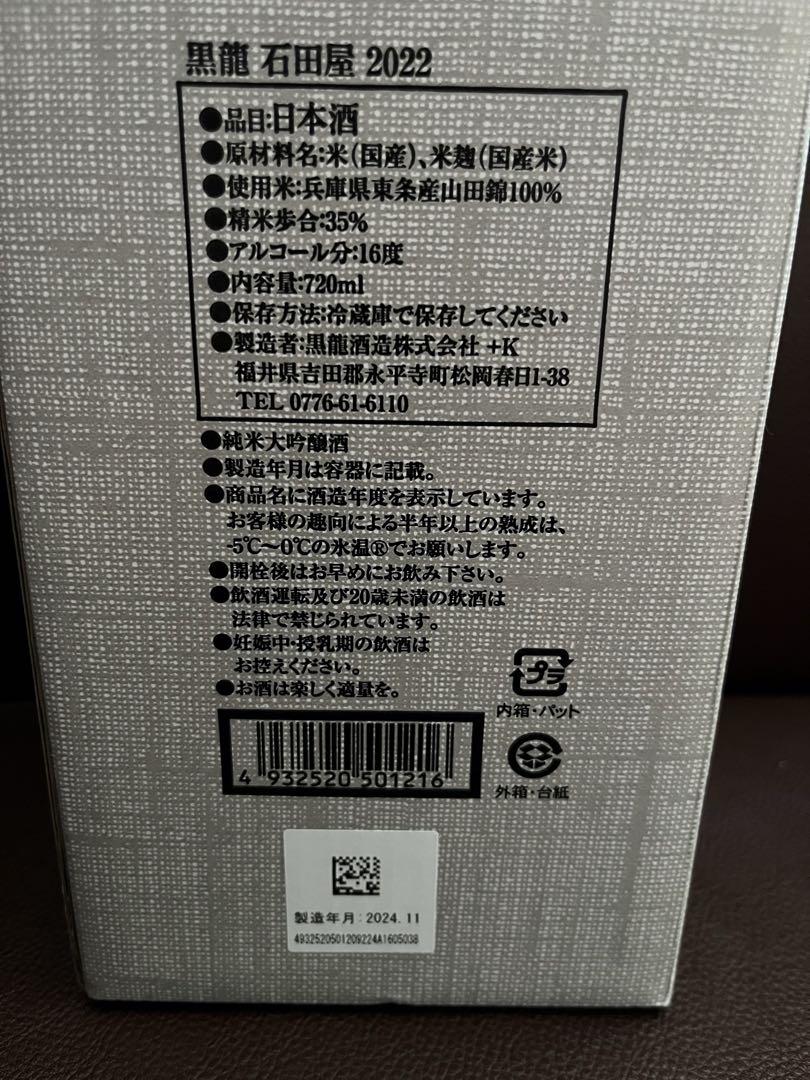 黒龍 石田屋 2022
●品目:日本酒
●原材料名:米(国産)、米麹(国産米)
●使用米:兵庫県東条産山田錦100%
●精米歩合:35%
●アルコール分:16度
●内容量:720ml
●保存方法:冷蔵庫で保存してください
●製造者:黒龍酒造株式会社 +K
福井県吉田郡永平寺町松岡春日1-38
TEL 0776-61-6110
●純米大吟醸酒
●製造年月は容器に記載。
●商品名に酒造年度を表示しています。
お客様の趣向による半年以上の熟成は、
-5℃〜0℃の氷温®でお願いします。
●開栓後はお早めにお飲み下さい。
●飲酒運転及び20歳未満の飲酒は
法律で禁じられています。
●妊娠中・授乳期の飲酒は
お控えください。
●お酒は楽しく適量を。
プラ
内箱・パット
4 932520 501216
外箱・台紙
製造年月: 2024. 11
4932520501209224A1605038